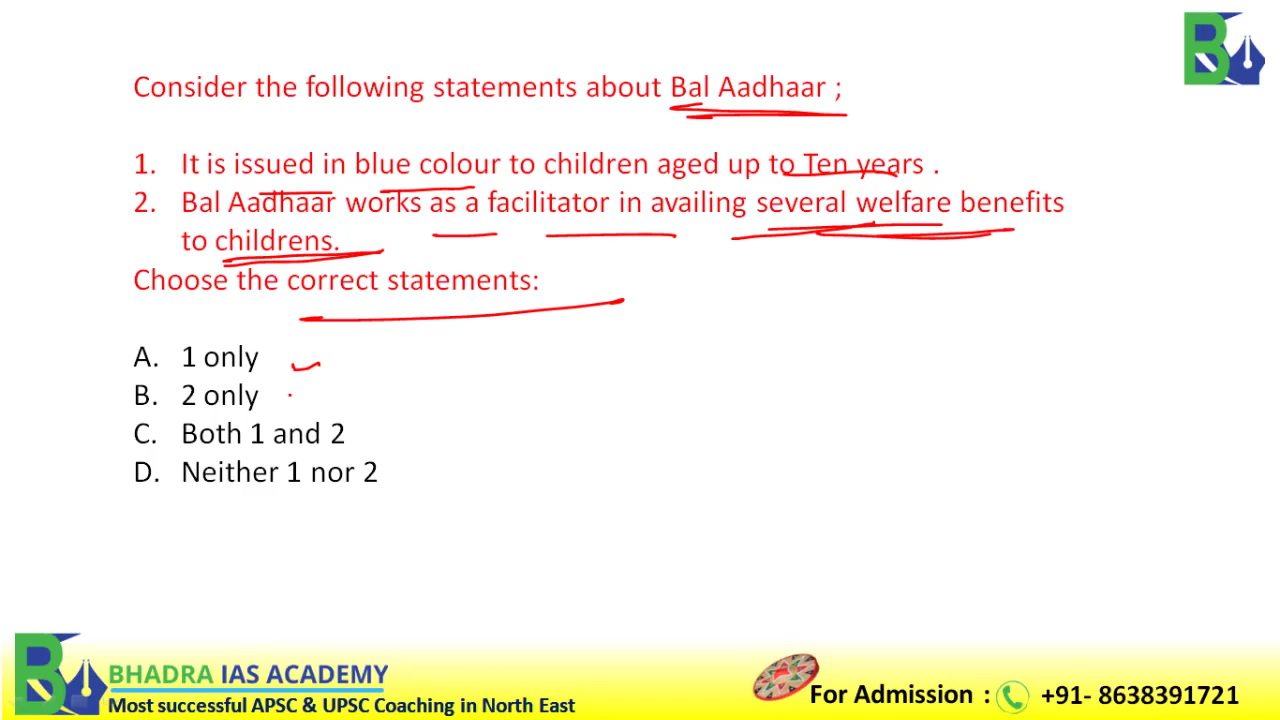 Consider the following statements about Bal Aadhaar ;
1. It is issued in blue colour to children aged up to Ten years .
2. Bal Aadhaar works as a facilitator in availing several welfare benefits
to childrens.
Choose the correct statements:
A. 1 only
B. 2 only
C. Both 1 and 2
D. Neither 1 nor 2
BHADRA IAS ACADEMY
Most successful APSC & UPSC Coaching in North East
For Admission : +91- 8638391721